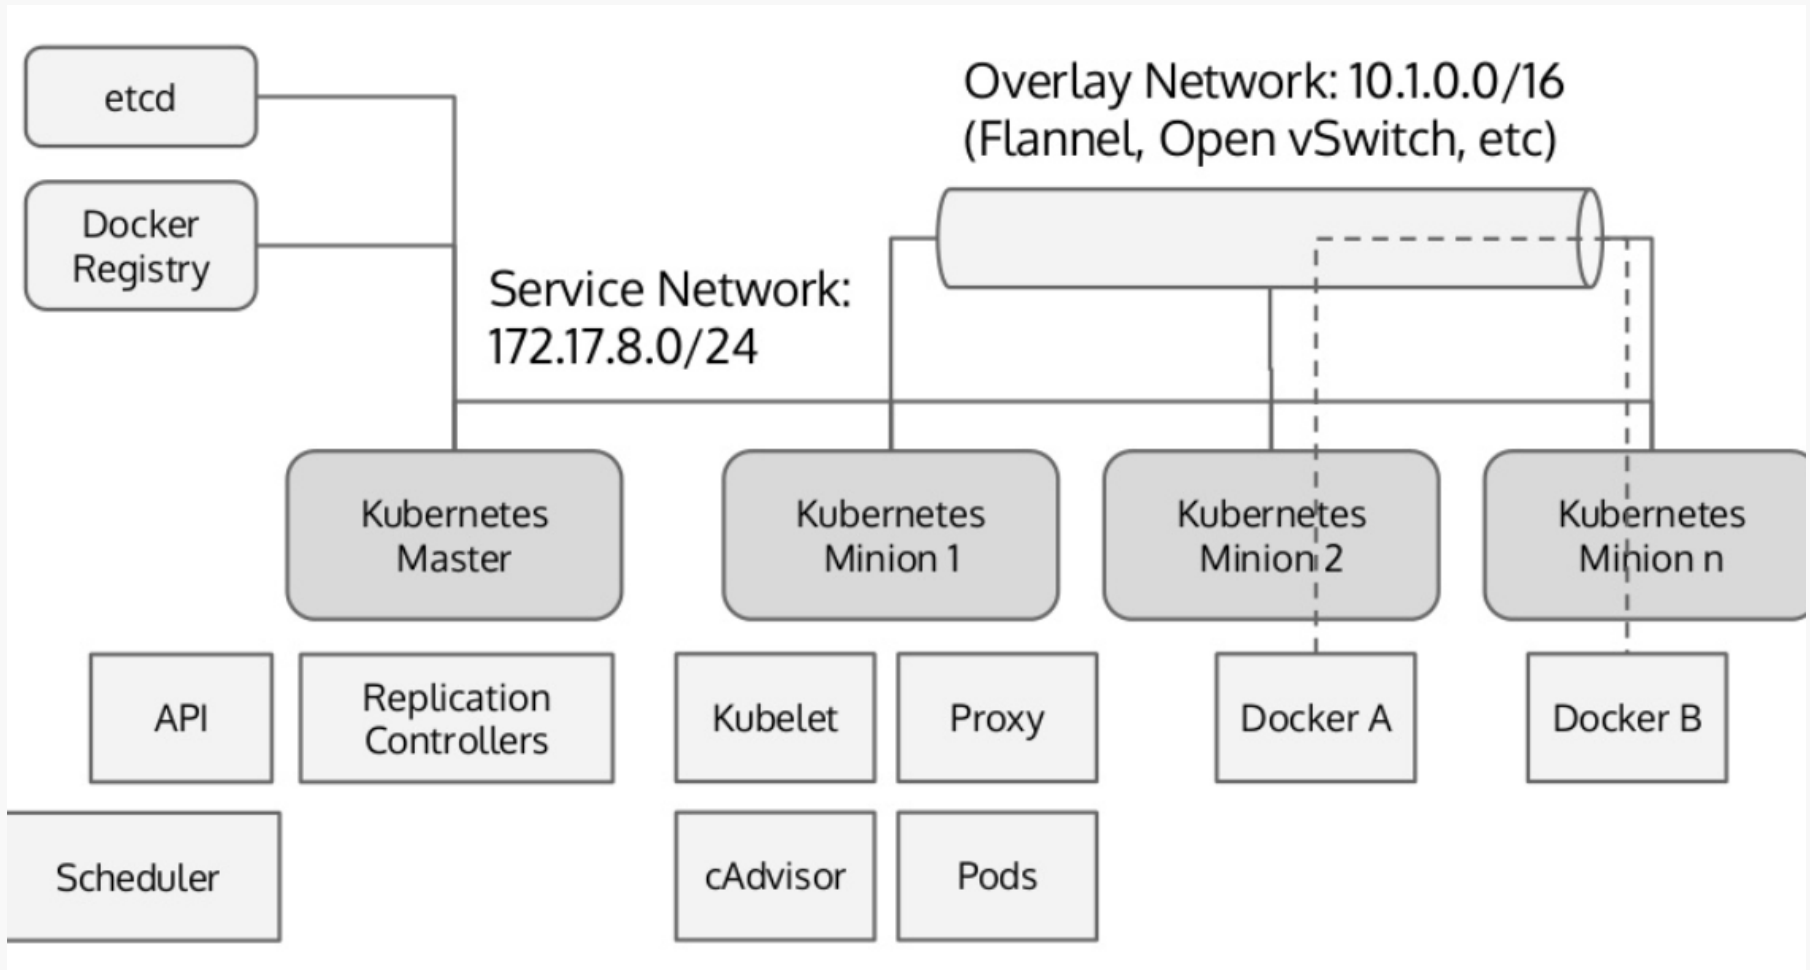 etcd
Overlay Network: 10.1.0.0/16
(Flannel, Open vSwitch, etc)
Docker
Registry
Service Network:
172.17.8.0/24
Kubernetes
Master
Kubernetes
Minion 1
Kubernetes
Minion 2
Kubernetes
Minion n
API
Replication
Controllers
Kubelet
Proxy
Docker A
Docker B
Scheduler
cAdvisor
Pods